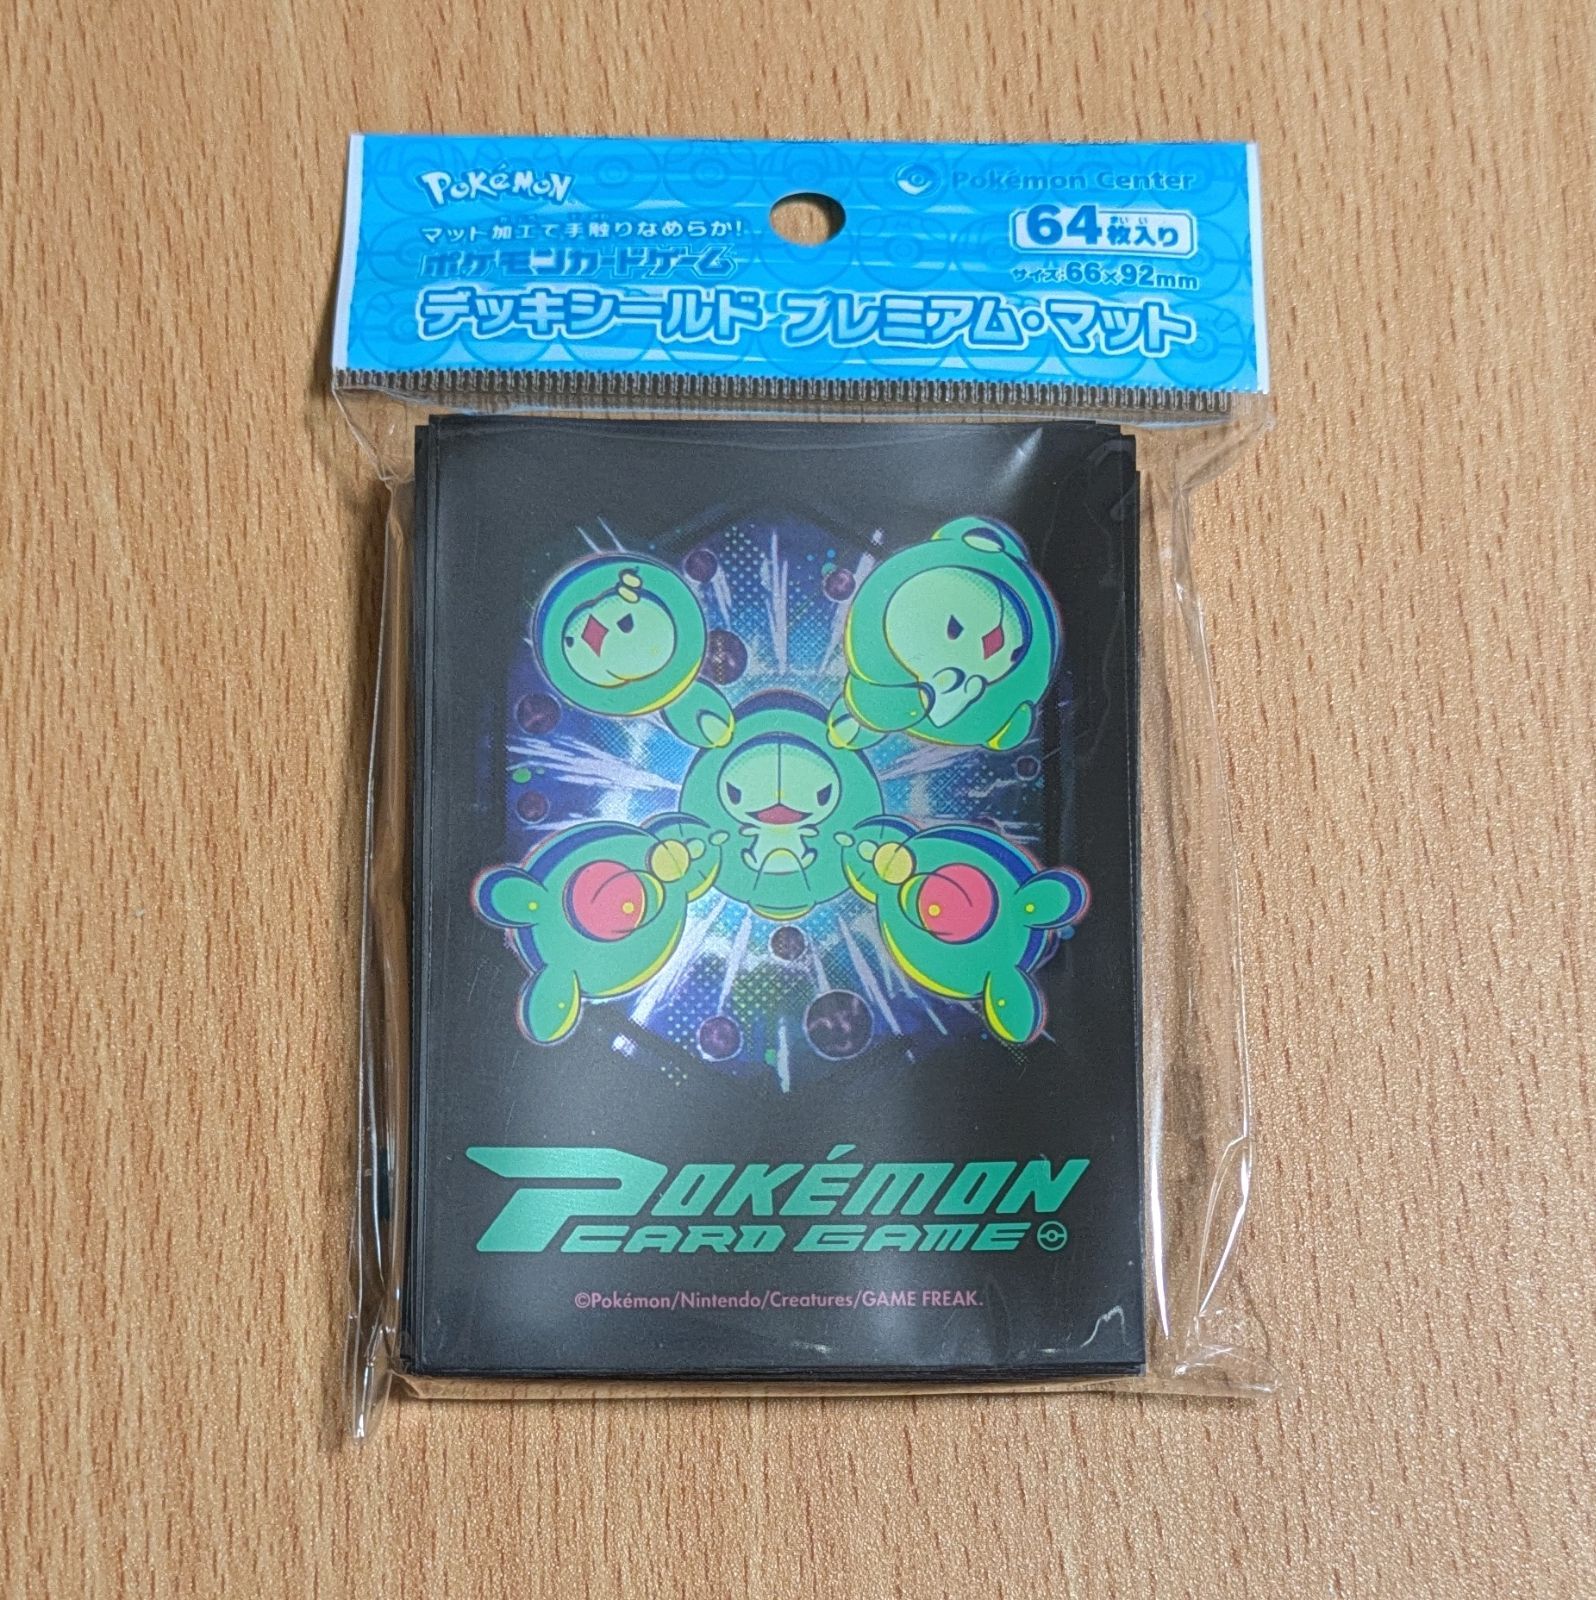 Pokémon
Pokémon Center
マット加工で手触りなめらか!
64枚入り
ポケモンカードゲーム
サイズ:66×92mm
デッキシールド プレミアム・マット
POKÉMON
CARD GAME
©Pokémon/Nintendo/Creatures/GAME FREAK.